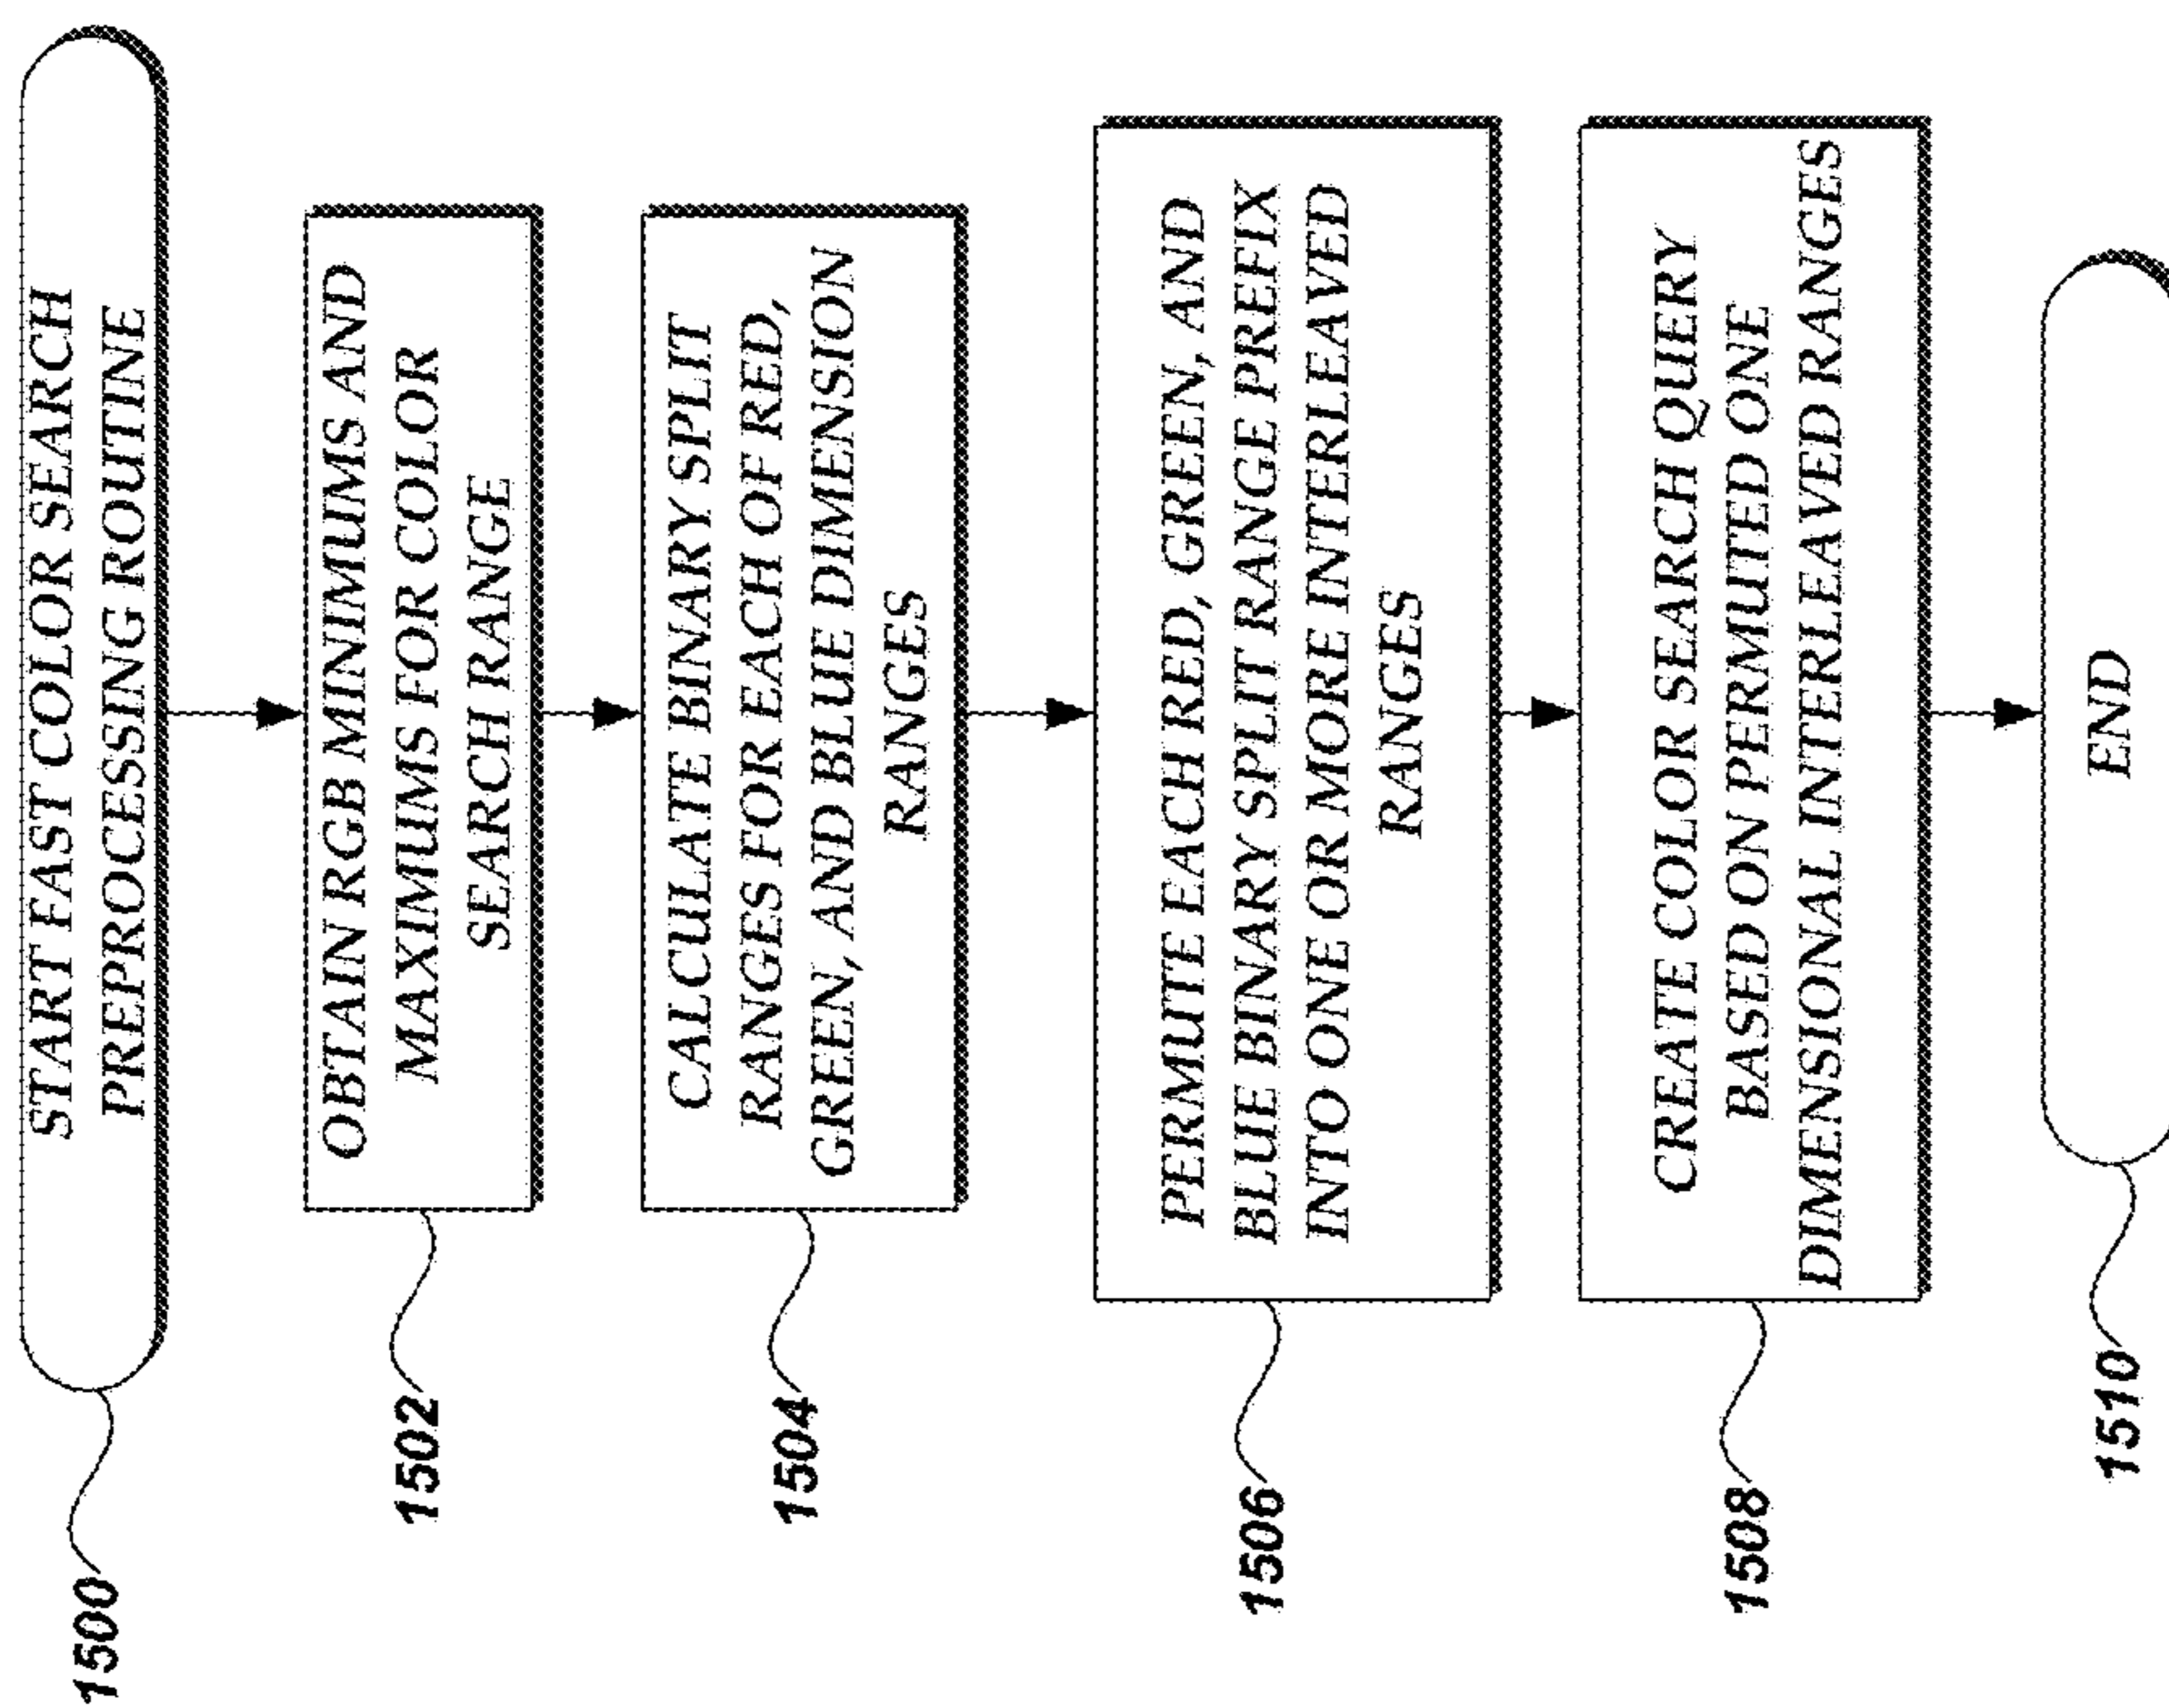 START FAST COLOR SEARCH
PREPROCESSING ROUTINE
1500
OBTAIN RGB MINIMUMS AND
MAXIMUMS FOR COLOR
SEARCH RANGE
1502
CALCULATE BINARY SPLIT
RANGES FOR EACH OF RED,
GREEN, AND BLUE DIMENSION
RANGES
1504
PERMUTE EACH RED, GREEN, AND
BLUE BINARY SPLIT RANGE PREFIX
INTO ONE OR MORE INTERLEAVED
RANGES
1506
CREATE COLOR SEARCH QUERY
BASED ON PERMUTED ONE
DIMENSIONAL INTERLEAVED RANGES
1508
END
1510